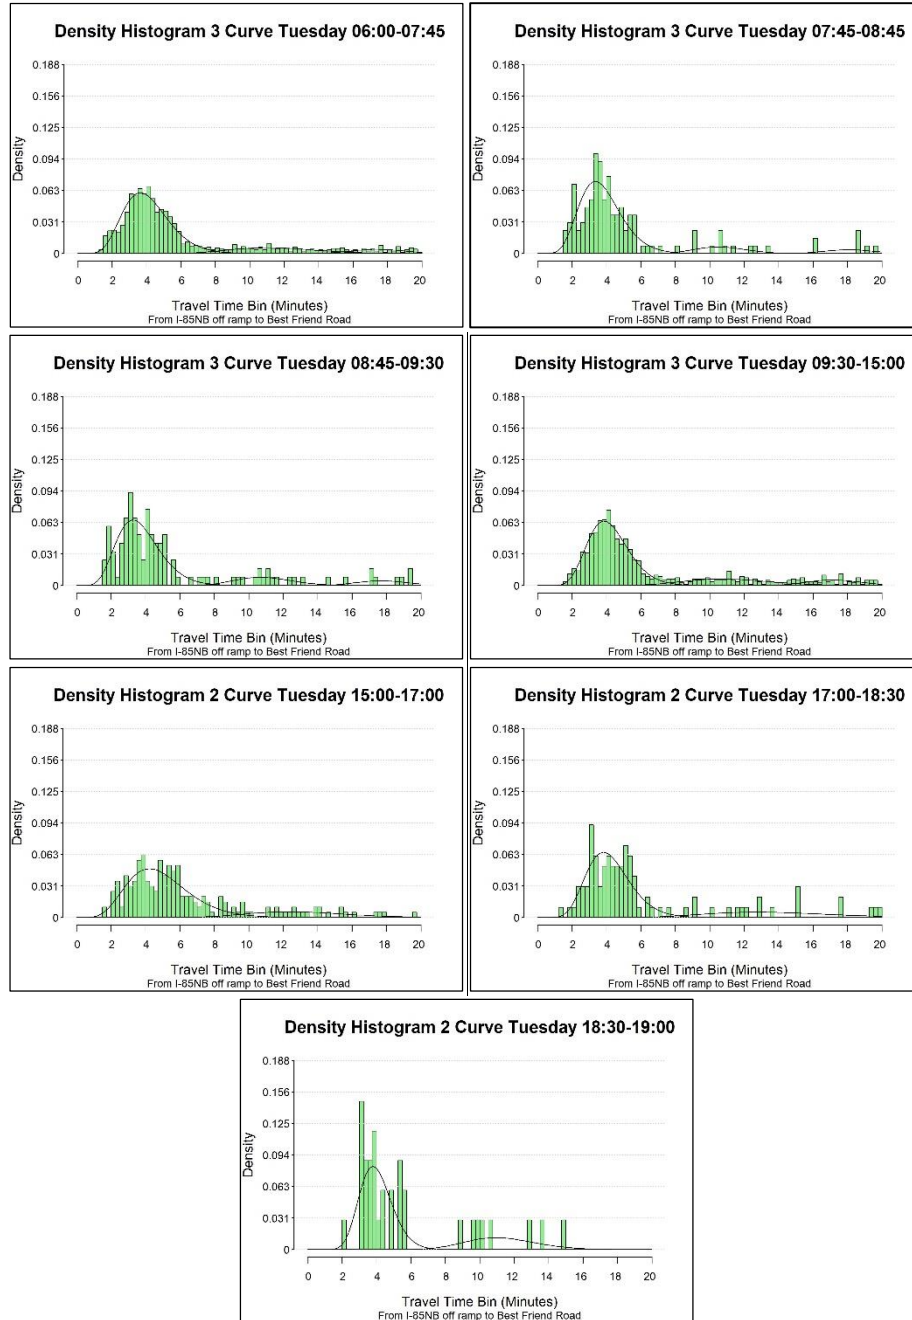 Density Histogram 3 Curve Tuesday 06:00-07:45
0.188
0.156
0.125
0.094
0.063
0.031
0
Density
0 2 4 6 8 10 12 14 16 18 20
Travel Time Bin (Minutes)
From I-85NB off ramp to Best Friend Road
Density Histogram 3 Curve Tuesday 07:45-08:45
0.188
0.156
0.125
0.094
0.063
0.031
0
Density
0 2 4 6 8 10 12 14 16 18 20
Travel Time Bin (Minutes)
From I-85NB off ramp to Best Friend Road
Density Histogram 3 Curve Tuesday 08:45-09:30
0.188
0.156
0.125
0.094
0.063
0.031
0
Density
0 2 4 6 8 10 12 14 16 18 20
Travel Time Bin (Minutes)
From I-85NB off ramp to Best Friend Road
Density Histogram 3 Curve Tuesday 09:30-15:00
0.188
0.156
0.125
0.094
0.063
0.031
0
Density
0 2 4 6 8 10 12 14 16 18 20
Travel Time Bin (Minutes)
From I-85NB off ramp to Best Friend Road
Density Histogram 2 Curve Tuesday 15:00-17:00
0.188
0.156
0.125
0.094
0.063
0.031
0
Density
0 2 4 6 8 10 12 14 16 18 20
Travel Time Bin (Minutes)
From I-85NB off ramp to Best Friend Road
Density Histogram 2 Curve Tuesday 17:00-18:30
0.188
0.156
0.125
0.094
0.063
0.031
0
Density
0 2 4 6 8 10 12 14 16 18 20
Travel Time Bin (Minutes)
From I-85NB off ramp to Best Friend Road
Density Histogram 2 Curve Tuesday 18:30-19:00
0.188
0.156
0.125
0.094
0.063
0.031
0
Density
0 2 4 6 8 10 12 14 16 18 20
Travel Time Bin (Minutes)
From I-85NB off ramp to Best Friend Road